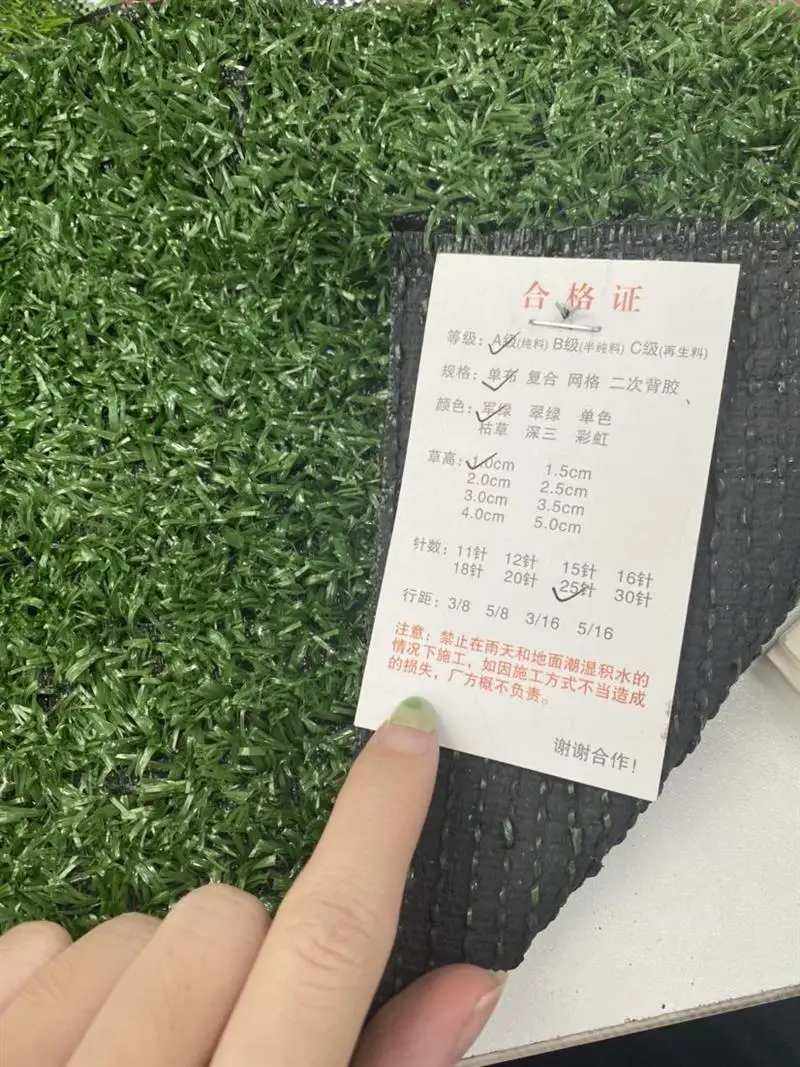 合格证
等级：A级(纯料) B级(半纯料) C级(再生料)
规格：单布 复合 网格 二次背胶
颜色：军绿 翠绿 单色
枯草 深三 彩虹
草高：1.0cm 1.5cm
2.0cm 2.5cm
3.0cm 3.5cm
4.0cm 5.0cm
针数：11针 12针 15针 16针
18针 20针 25针 30针
行距：3/8 5/8 3/16 5/16
注意：禁止在雨天和地面潮湿积水的
情况下施工，如因施工方式不当造成
的损失，厂方概不负责。
谢谢合作！